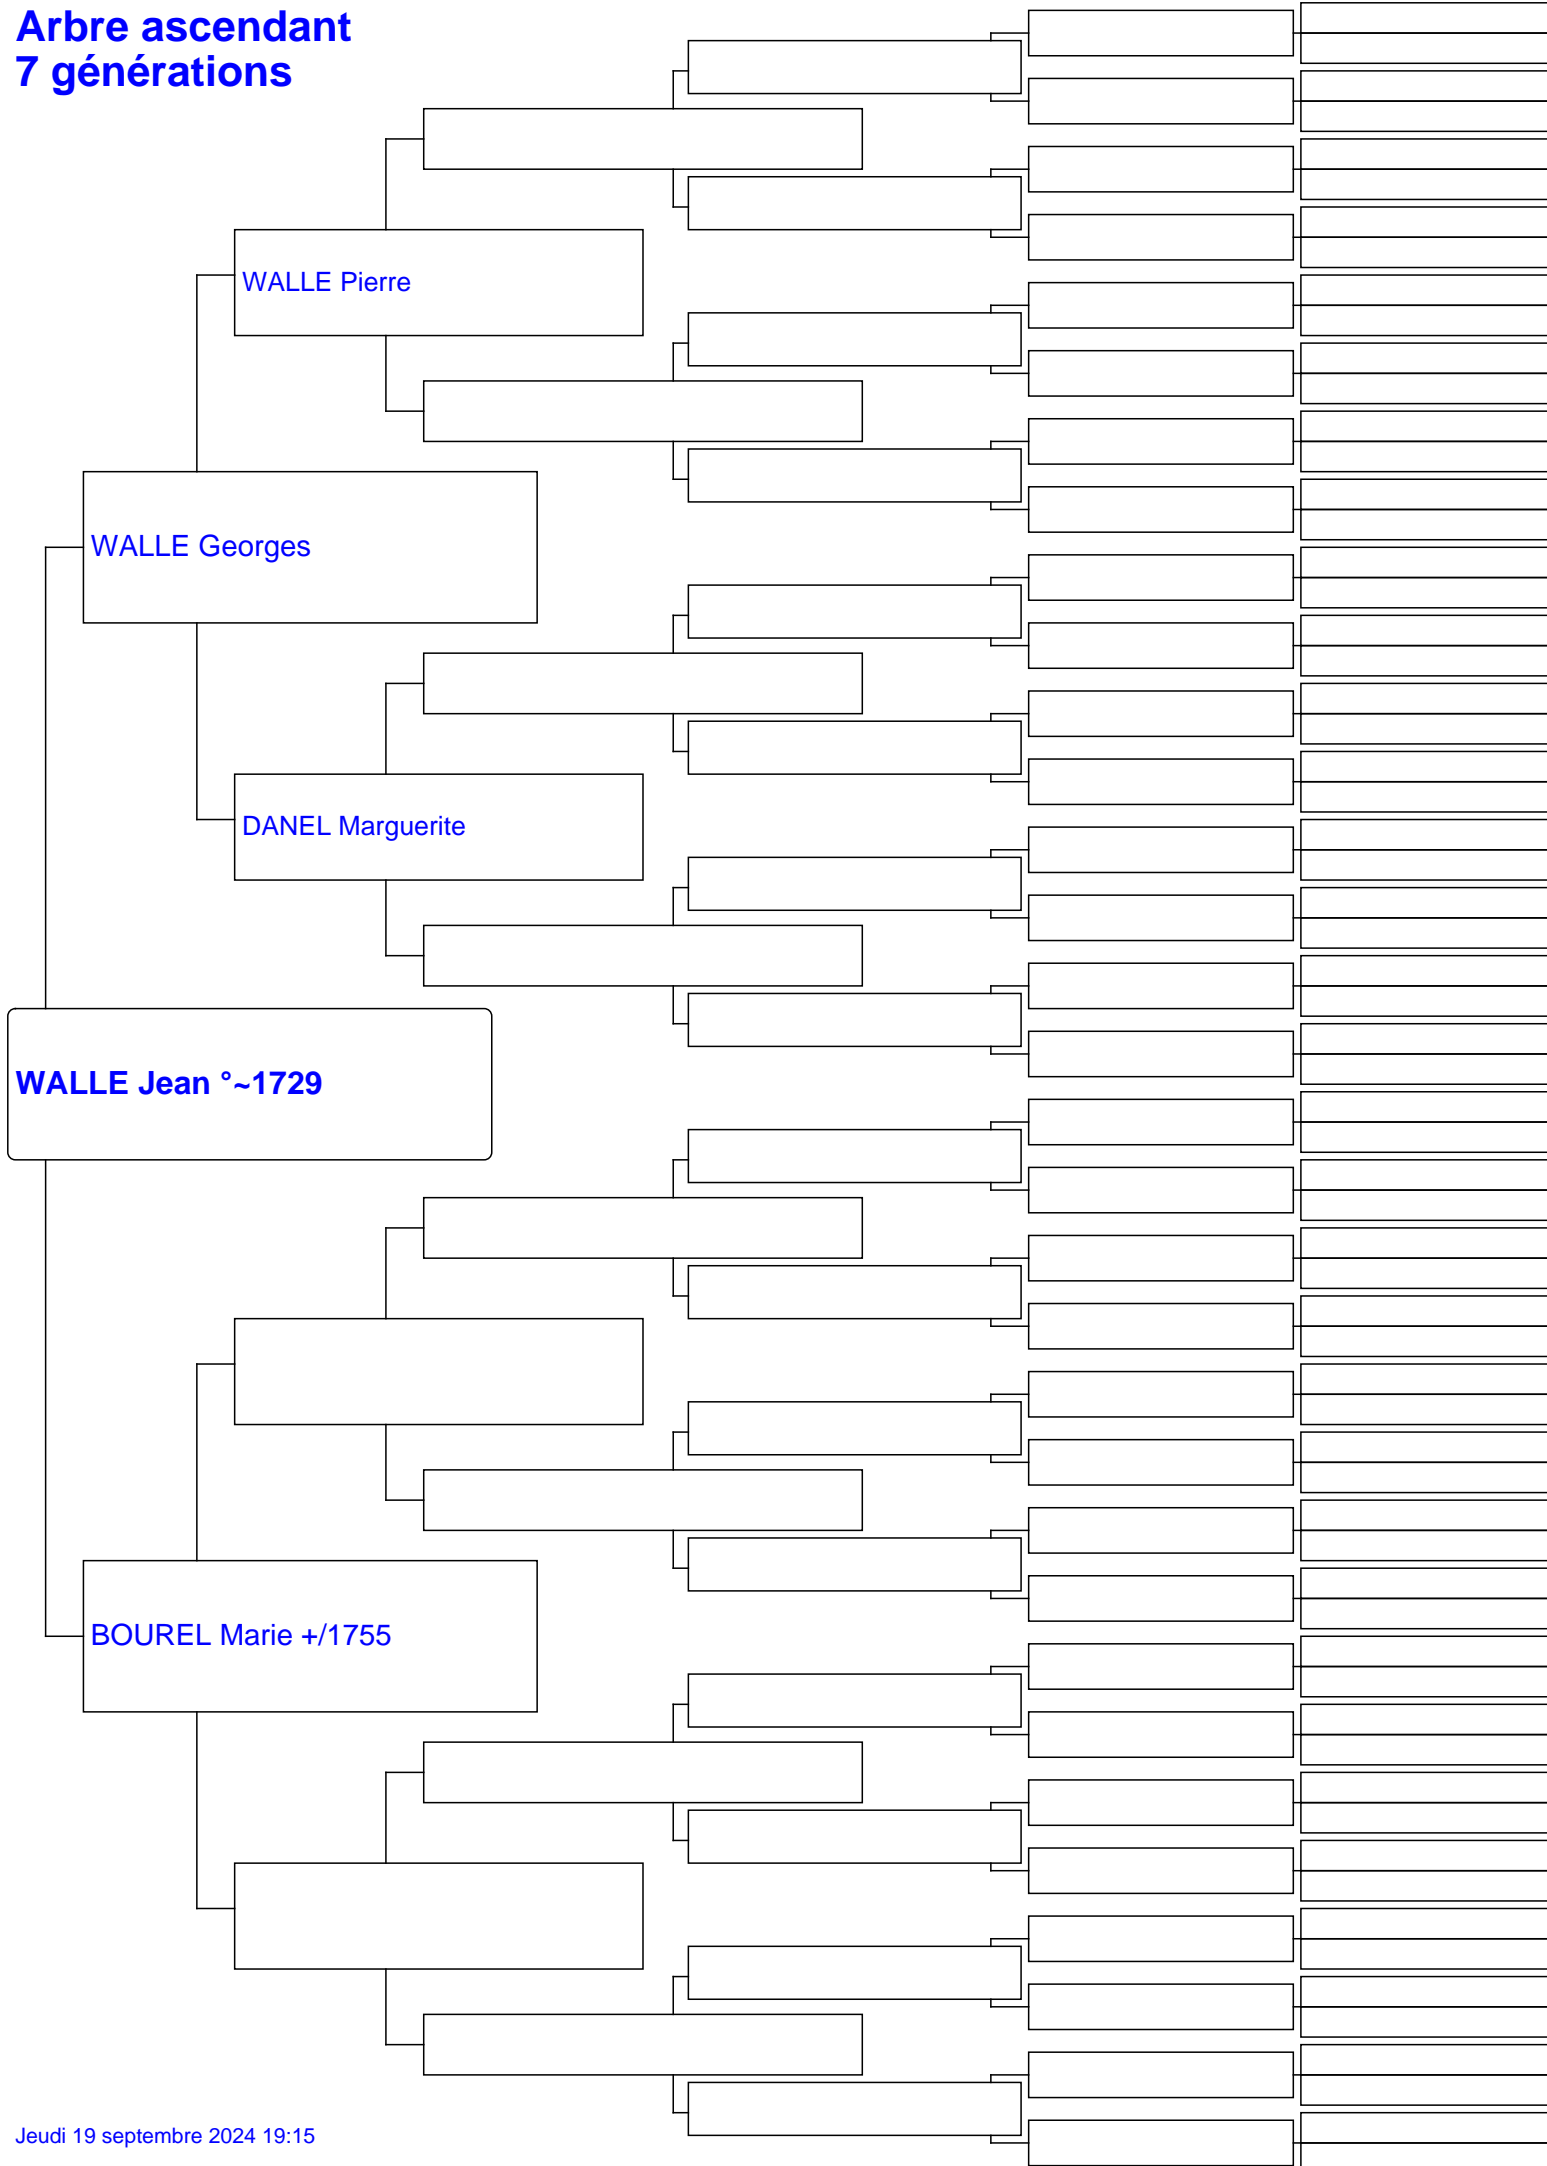 Arbre ascendant
7 générations
WALLE Pierre
WALLE Georges
DANEL Marguerite
WALLE Jean °~1729
BOUREL Marie +/1755
Jeudi 19 septembre 2024 19:15